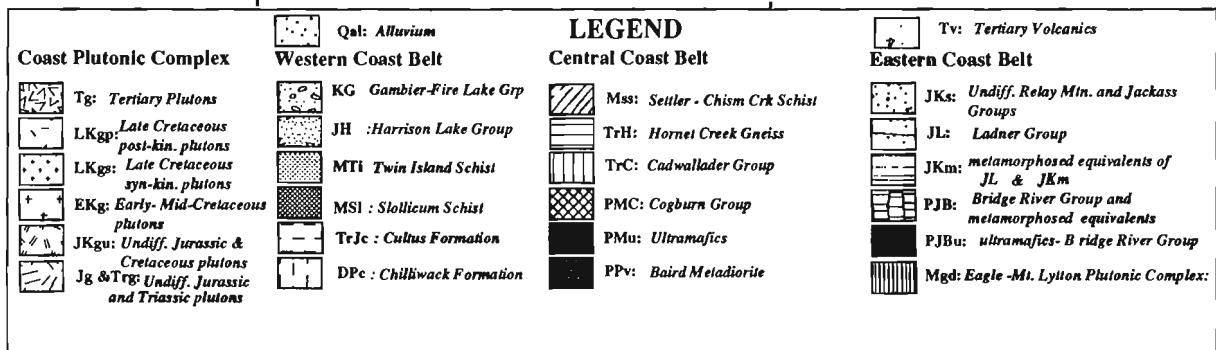 LEGEND
Qal: Alluvium
Tv: Tertiary Volcanics
Coast Plutonic Complex
Tg: Tertiary Plutons
LKgp: Late Cretaceous
post-kin. plutons
LKgs: Late Cretaceous
syn-kin. plutons
EKg: Early- Mid-Cretaceous
plutons
JKgu: Undiff. Jurassic &
Cretaceous plutons
Jg &Trg: Undiff. Jurassic
and Triassic plutons
Western Coast Belt
KG Gambier-Fire Lake Grp
JH :Harrison Lake Group
MTi Twin Island Schist
MSl : Slollicum Schist
TrJc : Cultus Formation
DPc : Chilliwack Formation
Central Coast Belt
Mss: Settler - Chism Crk Schist
TrH: Hornet Creek Gneiss
TrC: Cadwallader Group
PMC: Cogburn Group
PMu: Ultramafics
PPv: Baird Metadiorite
Eastern Coast Belt
JKs: Undiff. Relay Mtn. and Jackass
Groups
JL: Ladner Group
JKm: metamorphosed equivalents of
JL & JKm
PJB: Bridge River Group and
metamorphosed equivalents
PJBu: ultramafics- B ridge River Group
Mgd: Eagle -Mt. Lytton Plutonic Complex: